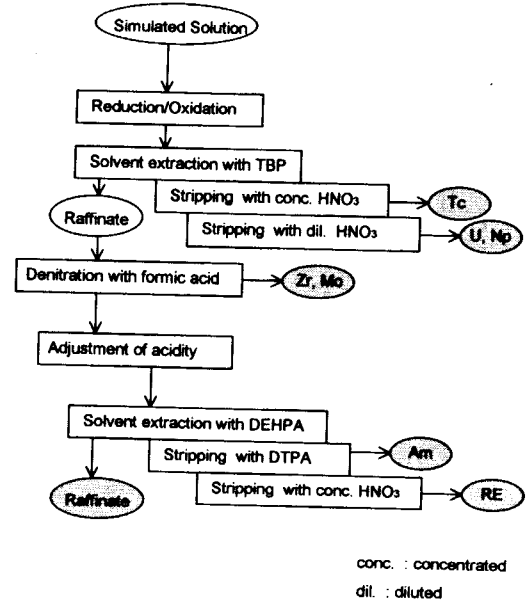 Simulated Solution
Reduction/Oxidation
Solvent extraction with TBP
Stripping with conc. HNO₃
Tc
Raffinate
Stripping with dil. HNO₃
U, Np
Denitration with formic acid
Zr, Mo
Adjustment of acidity
Solvent extraction with DEHPA
Stripping with DTPA
Am
Raffinate
Stripping with conc. HNO₃
RE
conc. : concentrated
dil. : diluted